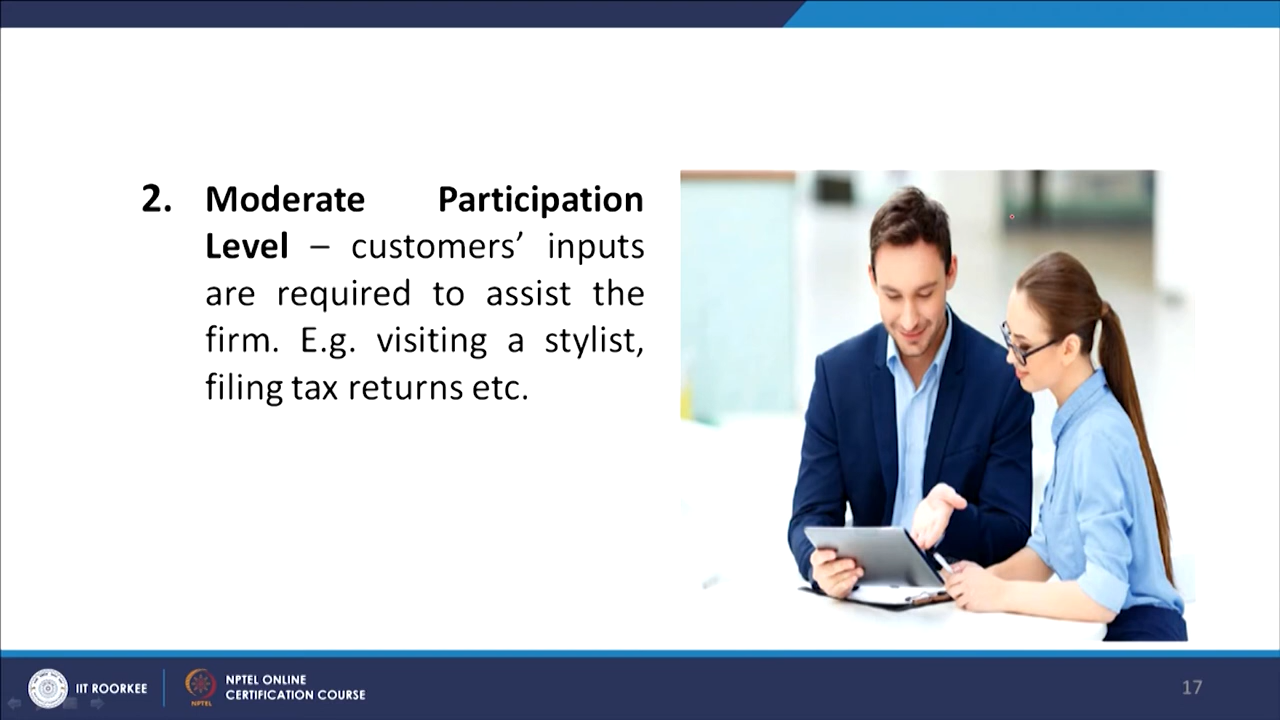 2. Moderate Participation
Level – customers’ inputs
are required to assist the
firm. E.g. visiting a stylist,
filing tax returns etc.
IIT ROORKEE
NPTEL
NPTEL ONLINE
CERTIFICATION COURSE
17